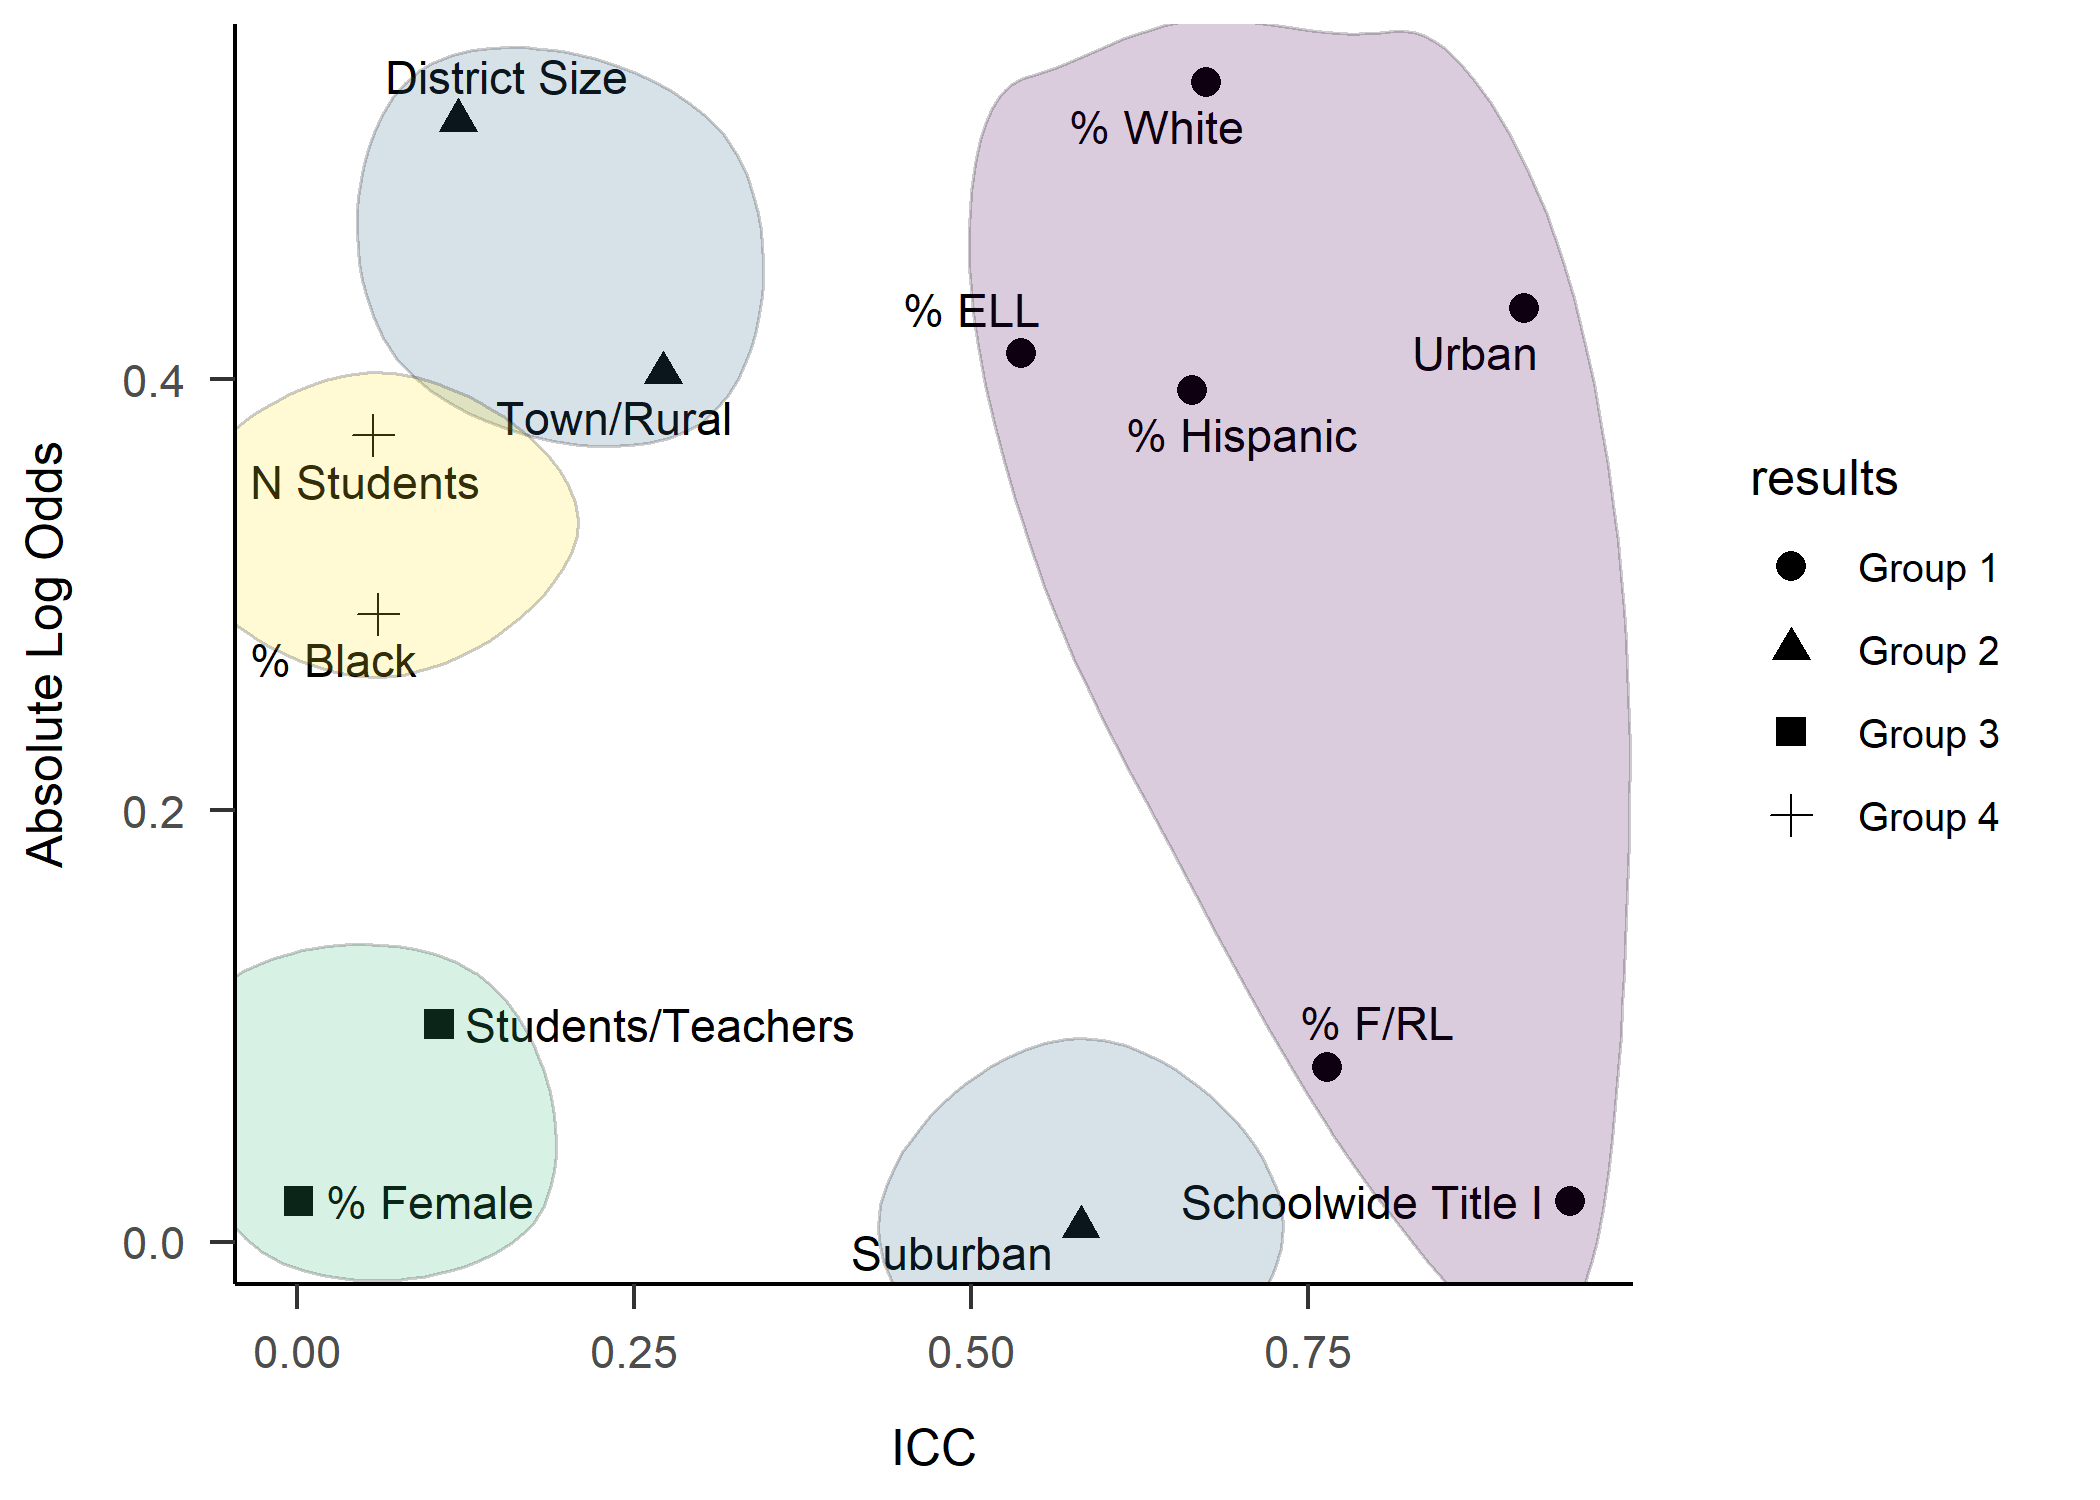 District Size
% White
% ELL
Urban
0.4
Town/Rural
% Hispanic
N Students
results
Absolute Log Odds
Group 1
% Black
Group 2
Group 3
0.2
Group 4
Students/Teachers
% F/RL
% Female
Schoolwide Title I
0.0
Suburban
0.00
0.25
0.50
0.75
ICC